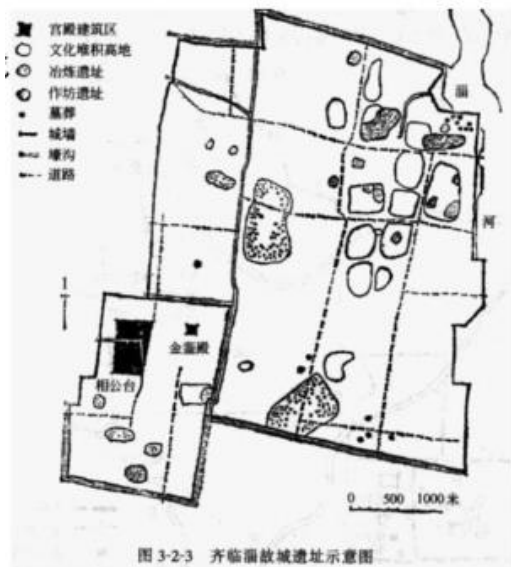 宫殿建筑区
文化堆积高地
冶炼遗址
作坊遗址
墓葬
城墙
壕沟
道路
淄
河
1
金銮殿
相公台
0 500 1000米
图 3-2-3 齐临淄故城遗址示意图